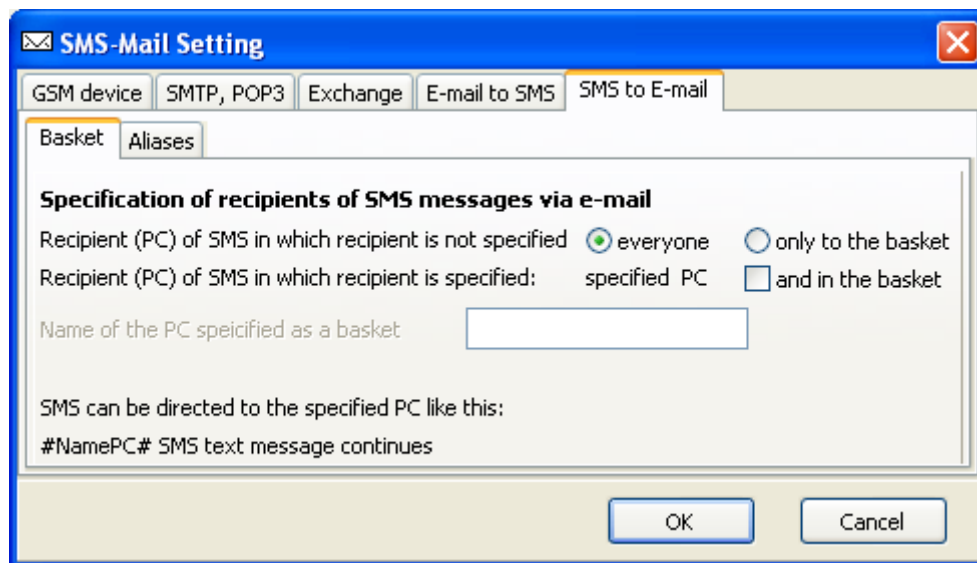 SMS-Mail Setting
GSM device SMTP, POP3 Exchange E-mail to SMS SMS to E-mail
Basket Aliases
Specification of recipients of SMS messages via e-mail
Recipient (PC) of SMS in which recipient is not specified everyone only to the basket
Recipient (PC) of SMS in which recipient is specified: specified PC and in the basket
Name of the PC speicified as a basket
SMS can be directed to the specified PC like this:
#NamePC# SMS text message continues
OK Cancel